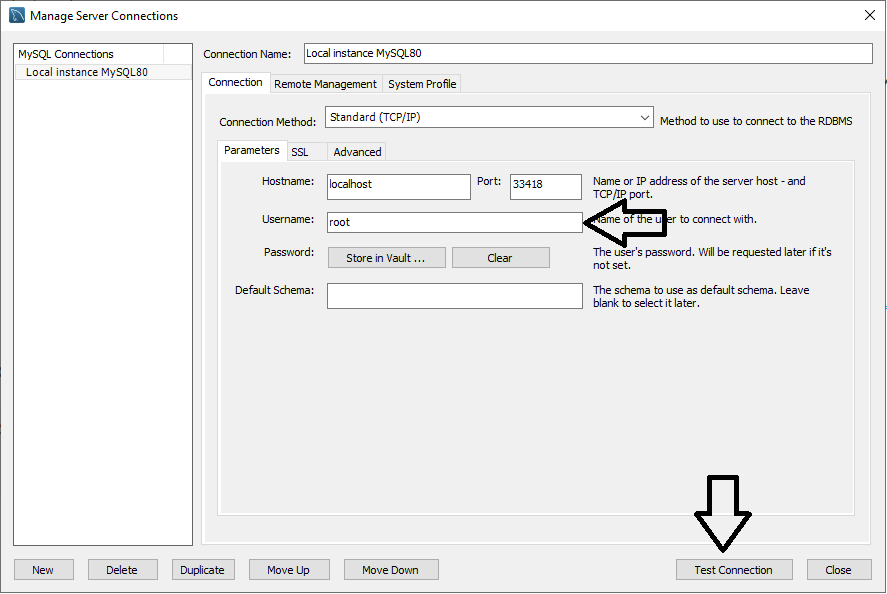 Manage Server Connections
MySQL Connections
Local instance MySQL80
Connection Name: Local instance MySQL80
Connection Remote Management System Profile
Connection Method: Standard (TCP/IP) Method to use to connect to the RDBMS
Parameters SSL Advanced
Hostname: localhost Port: 33418 Name or IP address of the server host - and
TCP/IP port.
Username: root Name of the user to connect with.
Password: Store in Vault ... Clear The user's password. Will be requested later if it's
not set.
Default Schema: The schema to use as default schema. Leave
blank to select it later.
New Delete Duplicate Move Up Move Down Test Connection Close